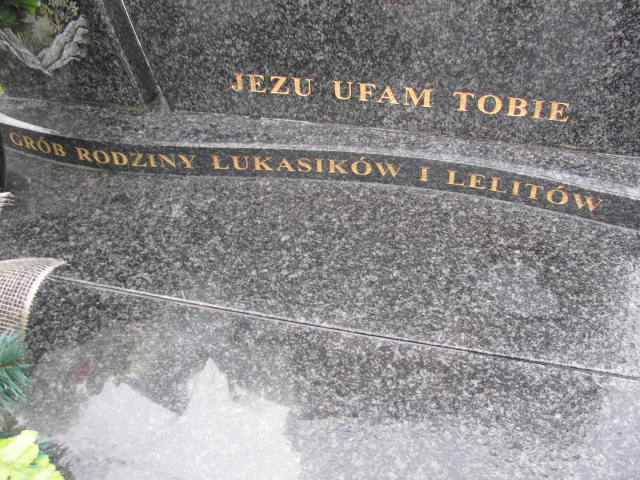 JEZU UFAM TOBIE
GRÓB RODZINY ŁUKASIKÓW I LELITÓW